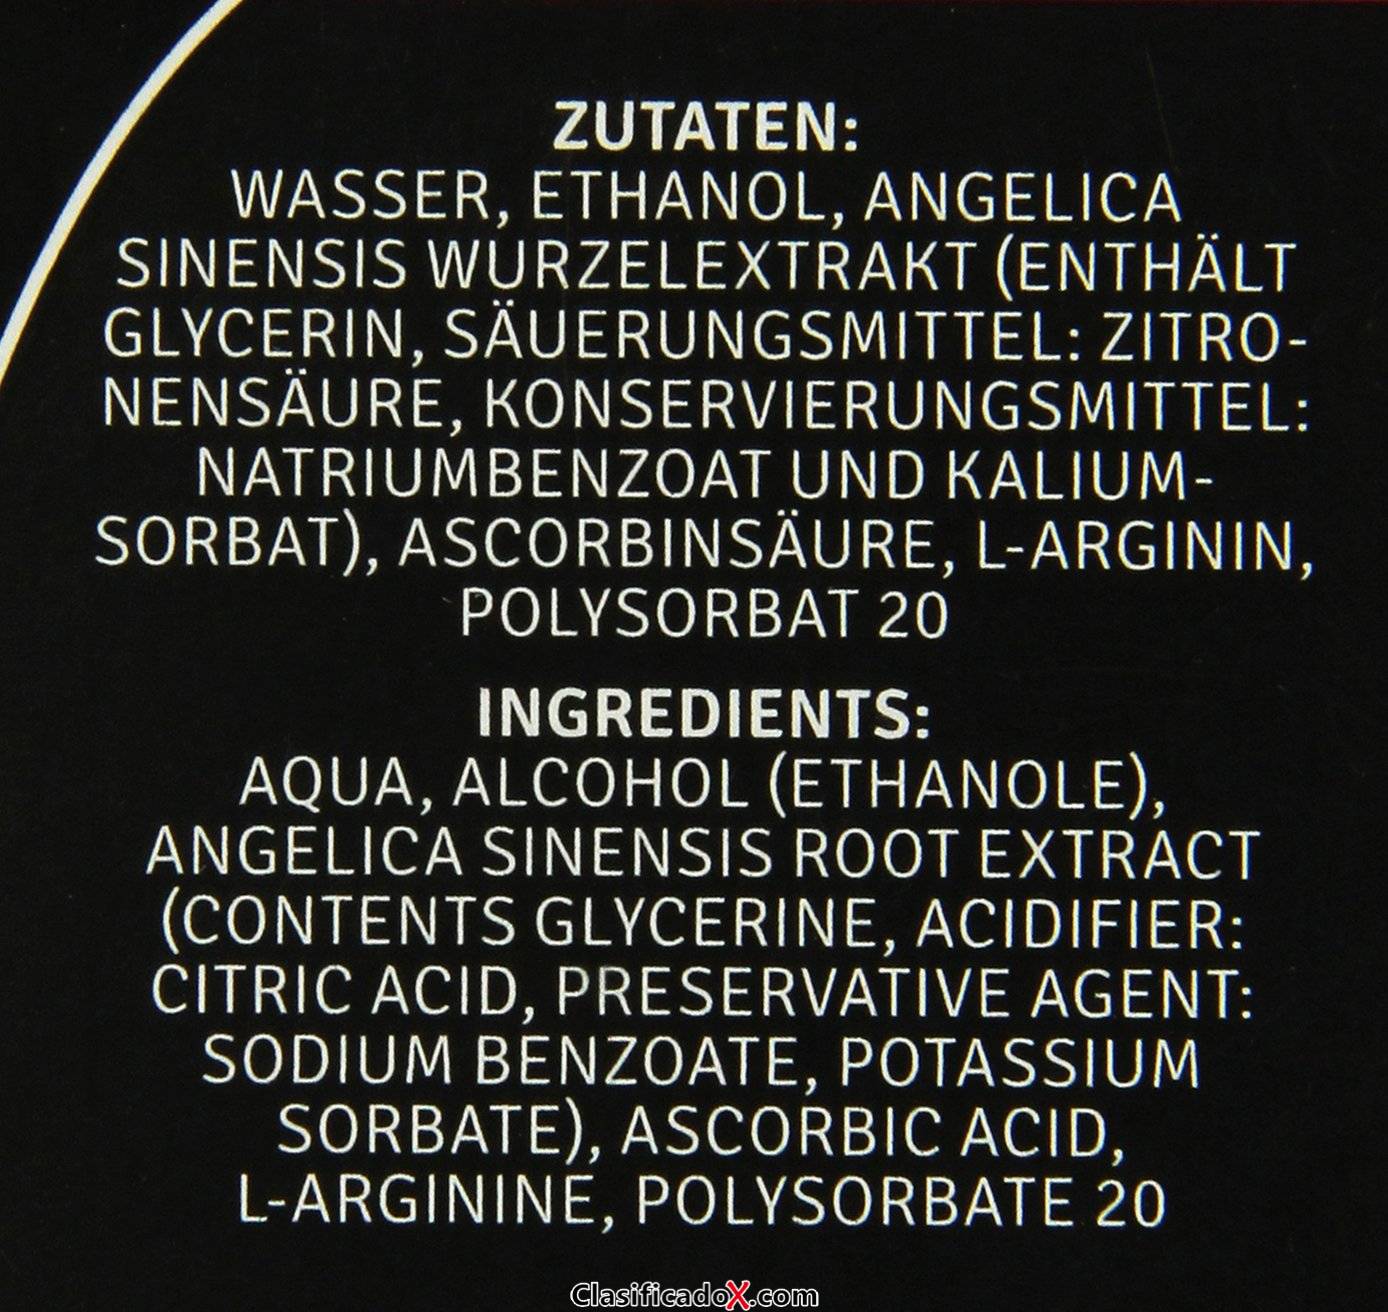 ZUTATEN:
WASSER, ETHANOL, ANGELICA
SINENSIS WURZELEXTRAKT (ENTHÄLT
GLYCERIN, SÄUERUNGSMITTEL: ZITRO-
NENSÄURE, KONSERVIERUNGSMITTEL:
NATRIUMBENZOAT UND KALIUM-
SORBAT), ASCORBINSÄURE, L-ARGININ,
POLYSORBAT 20
INGREDIENTS:
AQUA, ALCOHOL (ETHANOLE),
ANGELICA SINENSIS ROOT EXTRACT
(CONTENTS GLYCERINE, ACIDIFIER:
CITRIC ACID, PRESERVATIVE AGENT:
SODIUM BENZOATE, POTASSIUM
SORBATE), ASCORBIC ACID,
L-ARGININE, POLYSORBATE 20
ClasificadoX.com